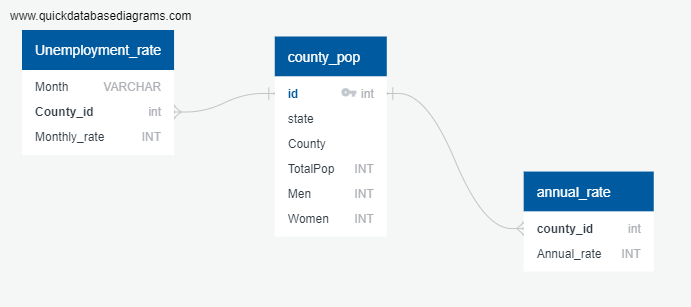 www.quickdatabasediagrams.com
Unemployment_rate
Month VARCHAR
County_id int
Monthly_rate INT
county_pop
id int
state
County
TotalPop INT
Men INT
Women INT
annual_rate
county_id int
Annual_rate INT